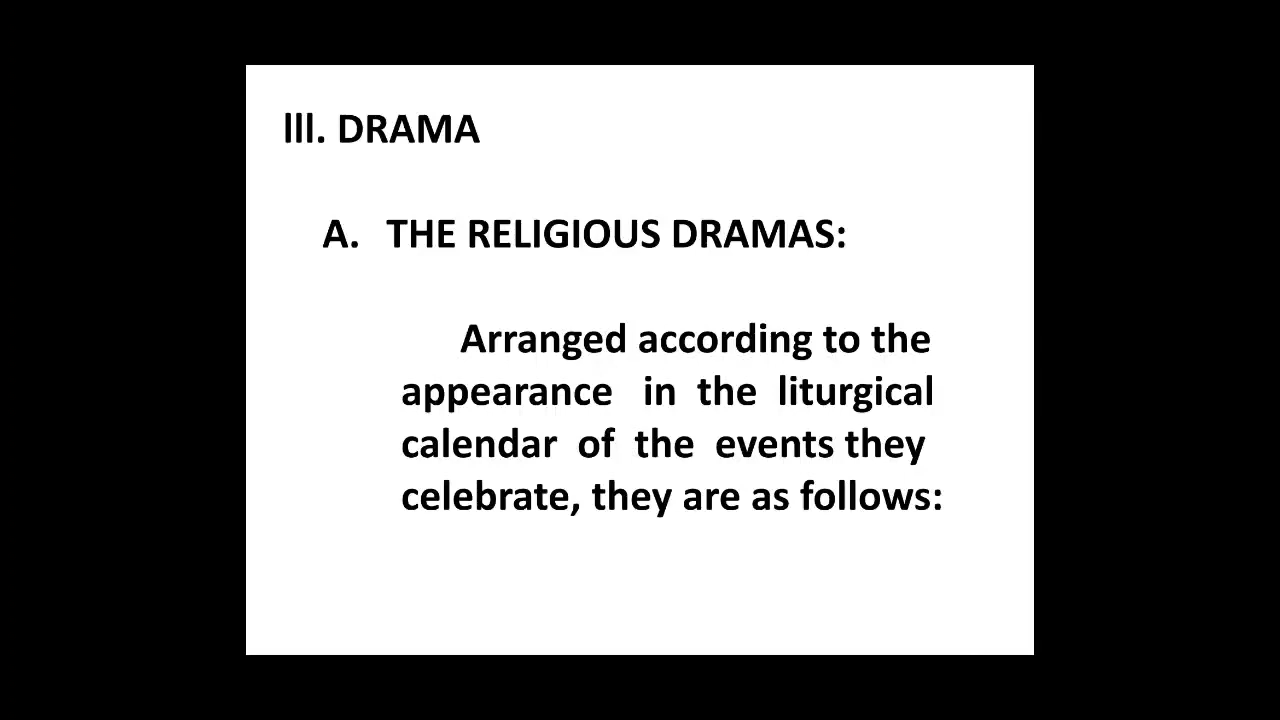 III. DRAMA
A. THE RELIGIOUS DRAMAS:
Arranged according to the
appearance in the liturgical
calendar of the events they
celebrate, they are as follows: